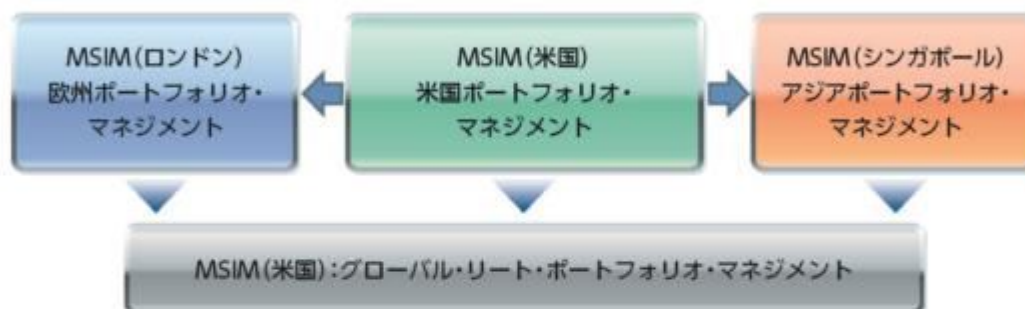 MSIM(ロンドン)
欧州ポートフォリオ・
マネジメント
MSIM(米国)
米国ポートフォリオ・
マネジメント
MSIM(シンガポール)
アジアポートフォリオ・
マネジメント
MSIM(米国):グローバル・リート・ポートフォリオ・マネジメント